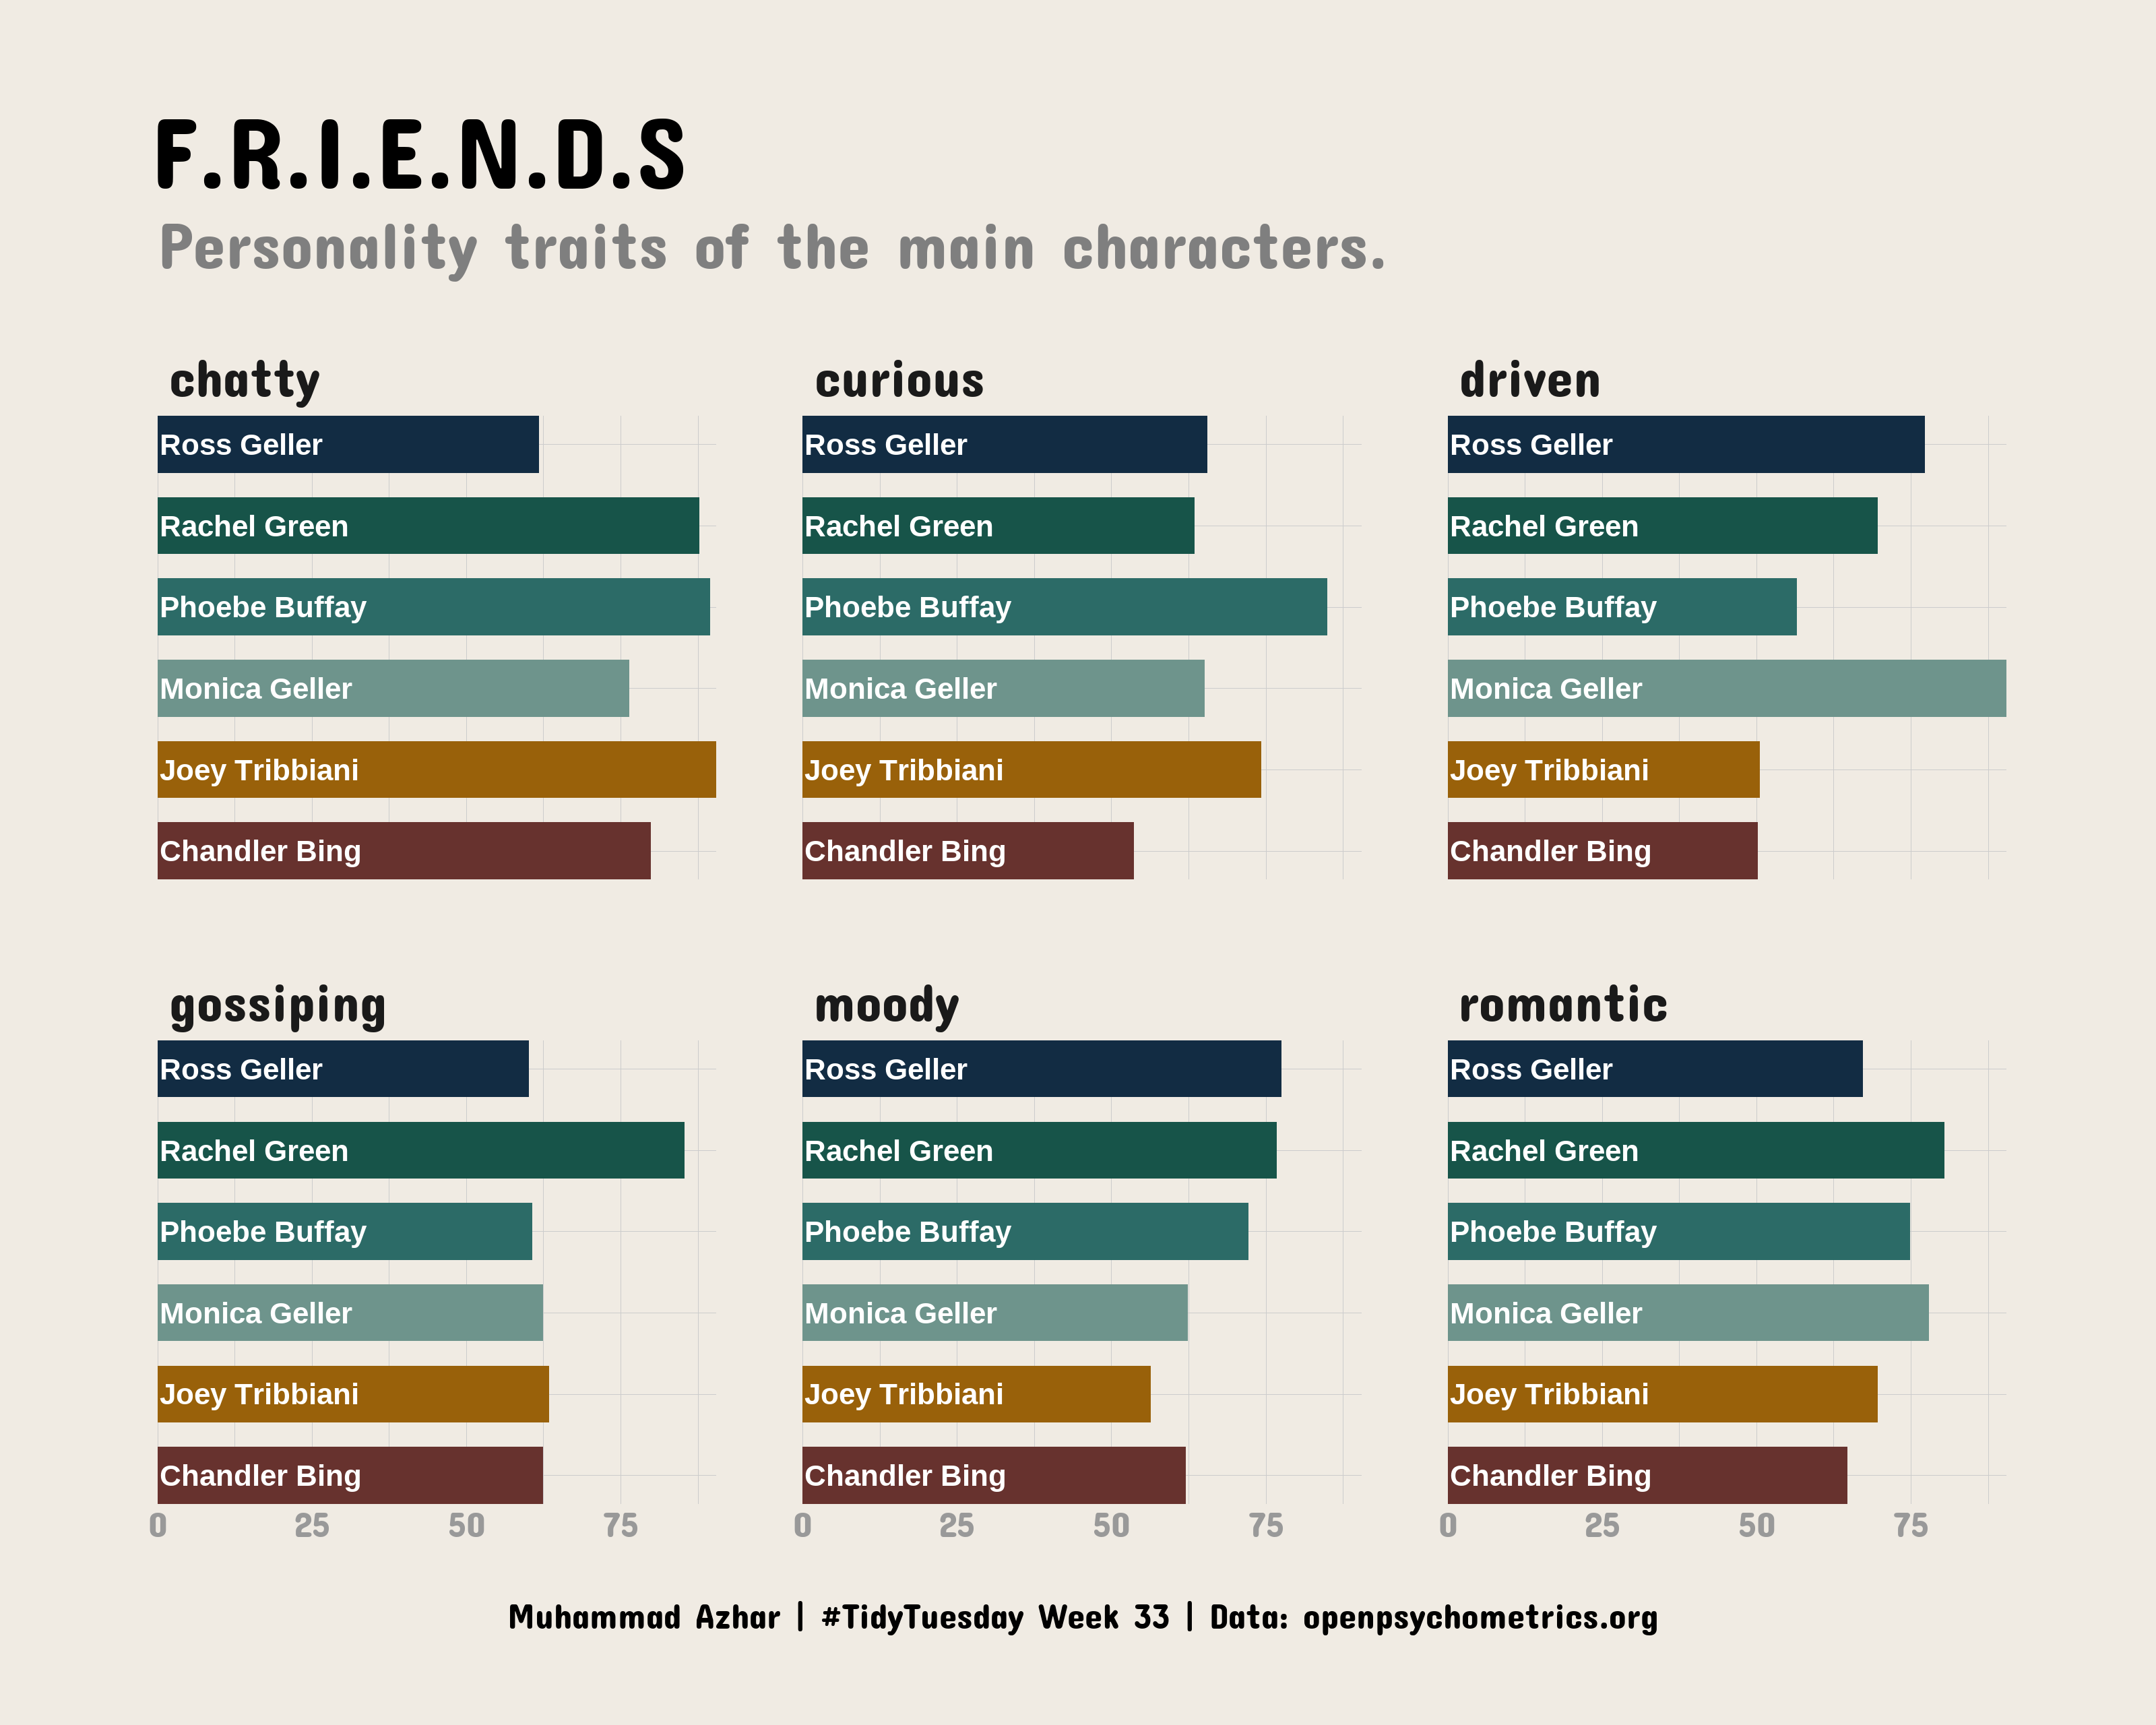 F.R.I.E.N.D.S
Personality traits of the main characters.
chatty
Ross Geller
Rachel Green
Phoebe Buffay
Monica Geller
Joey Tribbiani
Chandler Bing
curious
Ross Geller
Rachel Green
Phoebe Buffay
Monica Geller
Joey Tribbiani
Chandler Bing
driven
Ross Geller
Rachel Green
Phoebe Buffay
Monica Geller
Joey Tribbiani
Chandler Bing
gossiping
Ross Geller
Rachel Green
Phoebe Buffay
Monica Geller
Joey Tribbiani
Chandler Bing
0 25 50 75
moody
Ross Geller
Rachel Green
Phoebe Buffay
Monica Geller
Joey Tribbiani
Chandler Bing
0 25 50 75
romantic
Ross Geller
Rachel Green
Phoebe Buffay
Monica Geller
Joey Tribbiani
Chandler Bing
0 25 50 75
Muhammad Azhar | #TidyTuesday Week 33 | Data: openpsychometrics.org